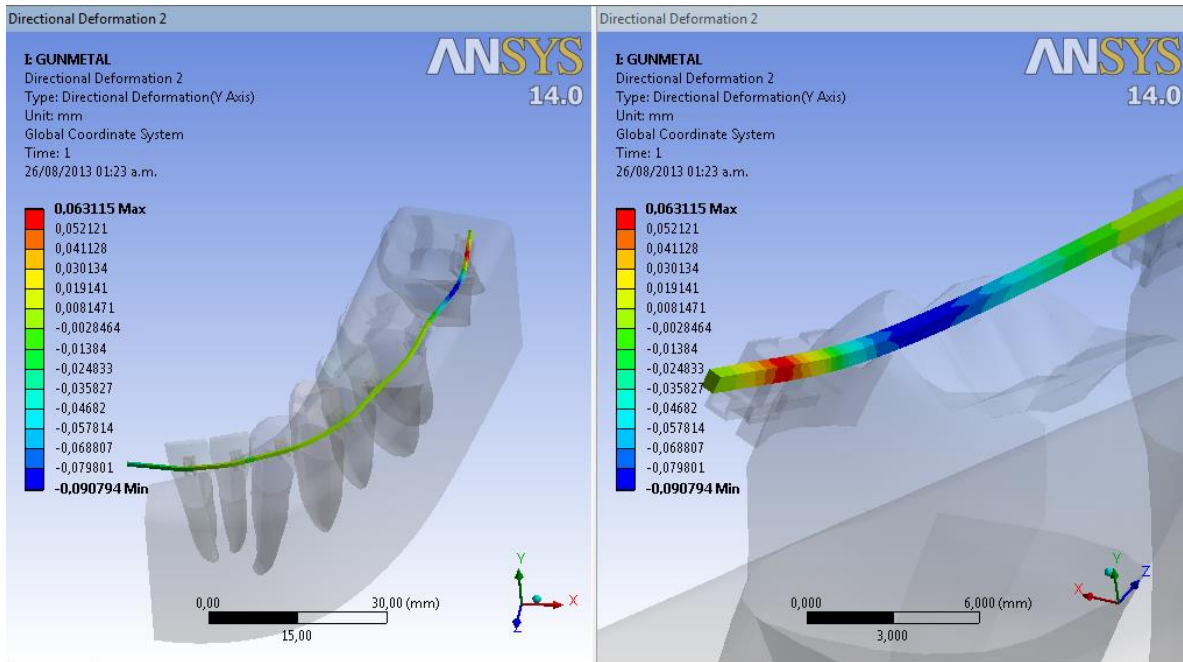 Directional Deformation 2
ANSYS
14.0
I: GUNMETAL
Directional Deformation 2
Type: Directional Deformation(Y Axis)
Unit: mm
Global Coordinate System
Time: 1
26/08/2013 01:23 a.m.
0,063115 Max
0,052121
0,041128
0,030134
0,019141
0,0081471
-0,0028464
-0,01384
-0,024833
-0,035827
-0,04682
-0,057814
-0,068807
-0,079801
-0,090794 Min
0,00
30,00 (mm)
15,00
Y
X
Z
Directional Deformation 2
ANSYS
14.0
I: GUNMETAL
Directional Deformation 2
Type: Directional Deformation(Y Axis)
Unit: mm
Global Coordinate System
Time: 1
26/08/2013 01:23 a.m.
0,063115 Max
0,052121
0,041128
0,030134
0,019141
0,0081471
-0,0028464
-0,01384
-0,024833
-0,035827
-0,04682
-0,057814
-0,068807
-0,079801
-0,090794 Min
0,000
6,000 (mm)
3,000
Y
Z
X